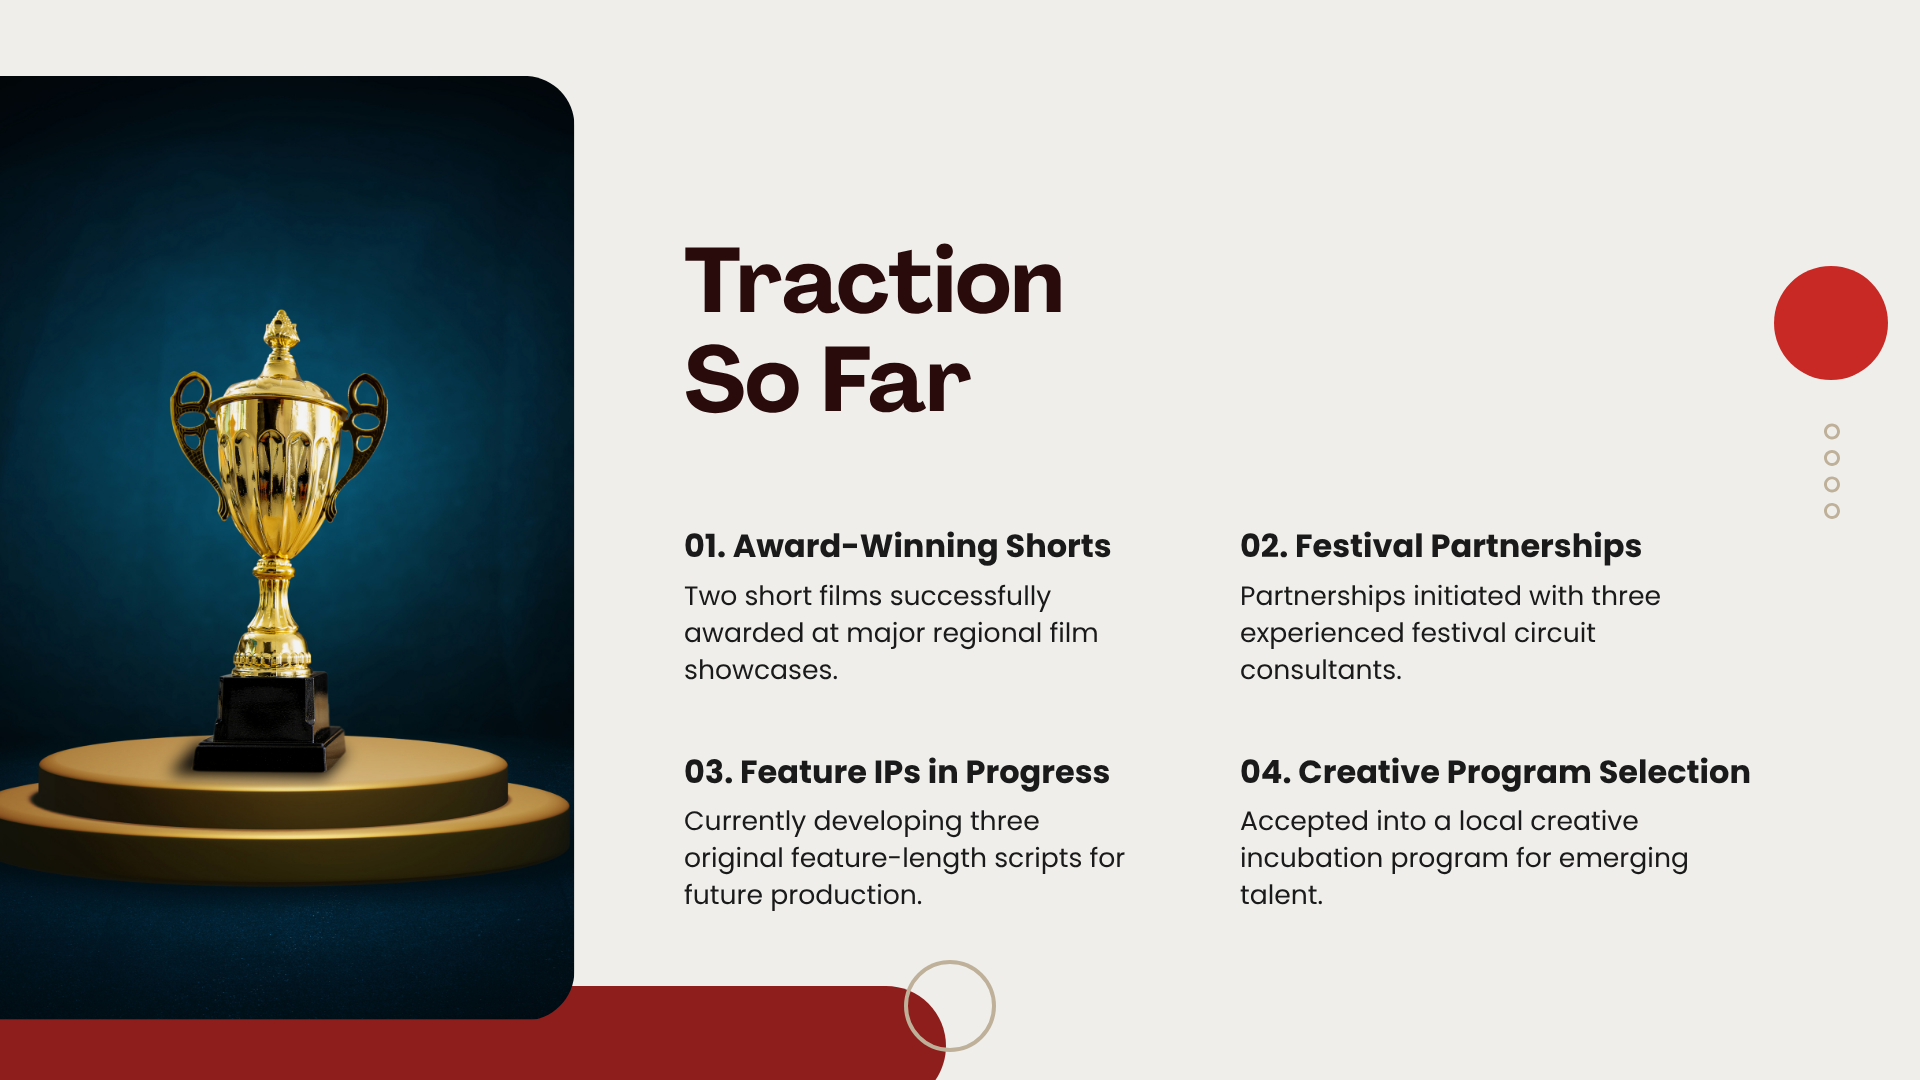 Traction
So Far
01. Award-Winning Shorts
Two short films successfully
awarded at major regional film
showcases.
02. Festival Partnerships
Partnerships initiated with three
experienced festival circuit
consultants.
03. Feature IPs in Progress
Currently developing three
original feature-length scripts for
future production.
04. Creative Program Selection
Accepted into a local creative
incubation program for emerging
talent.